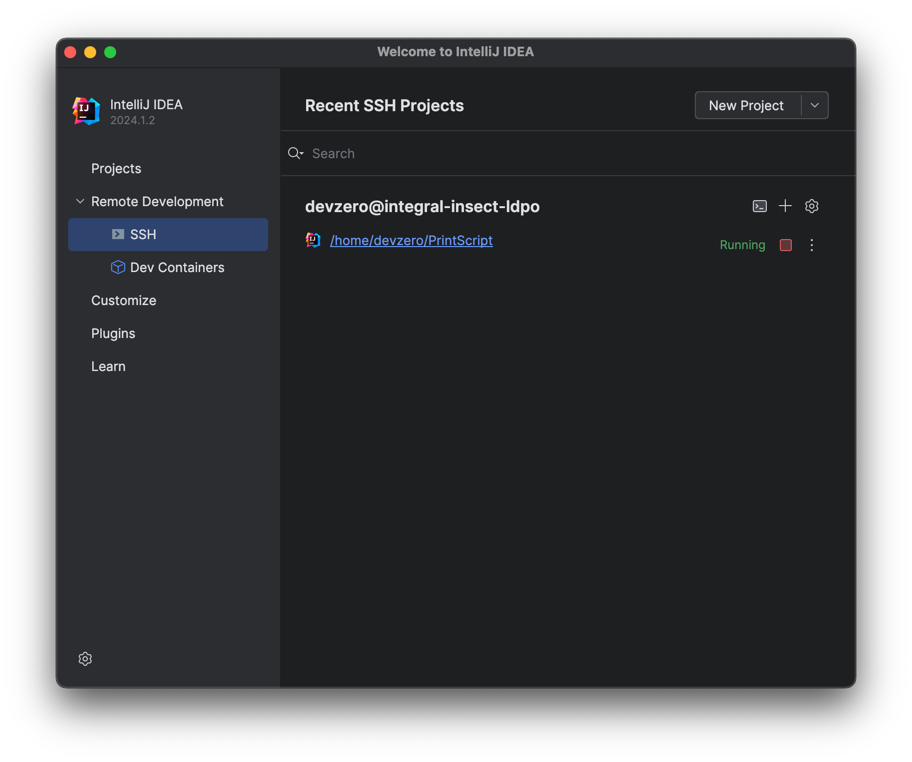 Welcome to IntelliJ IDEA
IJ
IntelliJ IDEA
2024.1.2
Projects
Remote Development
SSH
Dev Containers
Customize
Plugins
Learn
Recent SSH Projects
New Project
Search
devzero@integral-insect-ldpo
IJ
/home/devzero/PrintScript
Running